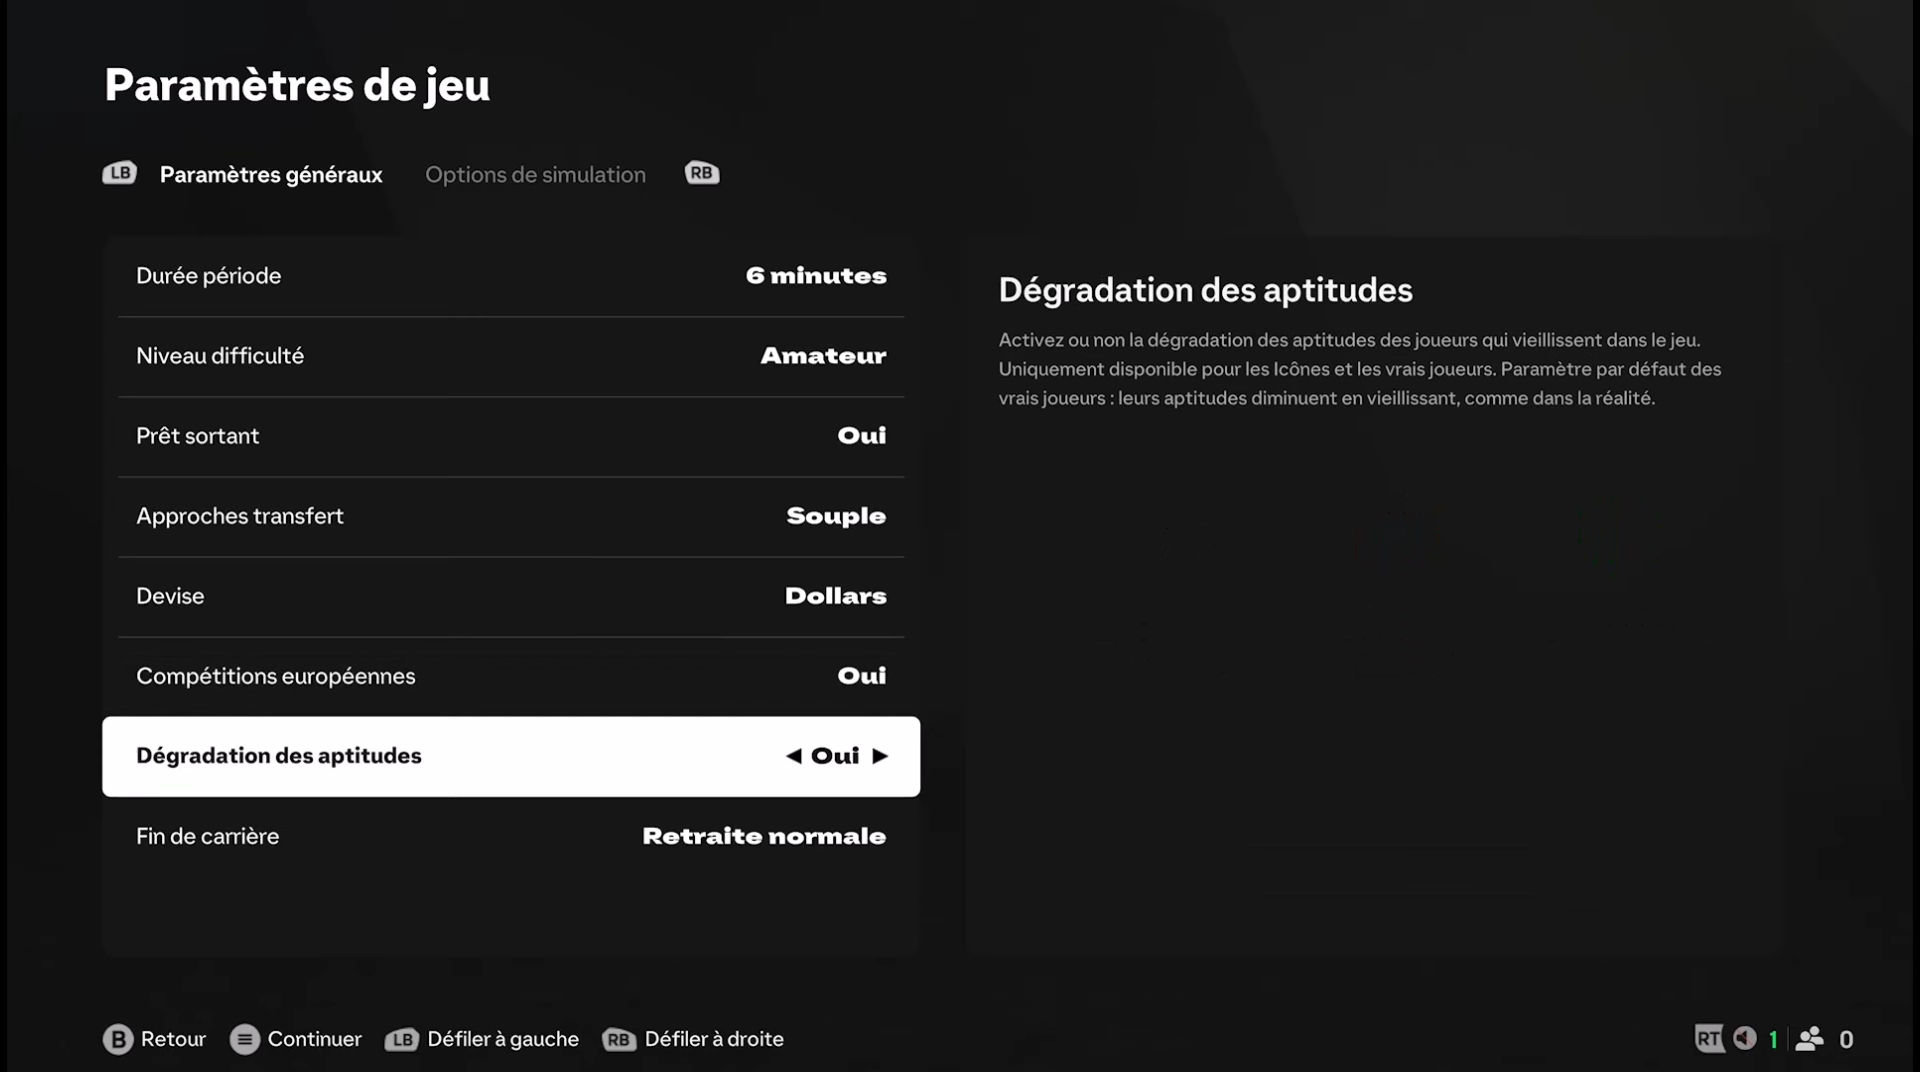 Paramètres de jeu
LB Paramètres généraux Options de simulation RB
Durée période 6 minutes
Niveau difficulté Amateur
Prêt sortant Oui
Approches transfert Souple
Devise Dollars
Compétitions européennes Oui
Dégradation des aptitudes ◀ Oui ▶
Fin de carrière Retraite normale
Dégradation des aptitudes
Activez ou non la dégradation des aptitudes des joueurs qui vieillissent dans le jeu.
Uniquement disponible pour les Icônes et les vrais joueurs. Paramètre par défaut des
vrais joueurs : leurs aptitudes diminuent en vieillissant, comme dans la réalité.
B Retour Continuer LB Défiler à gauche RB Défiler à droite RT 1 0